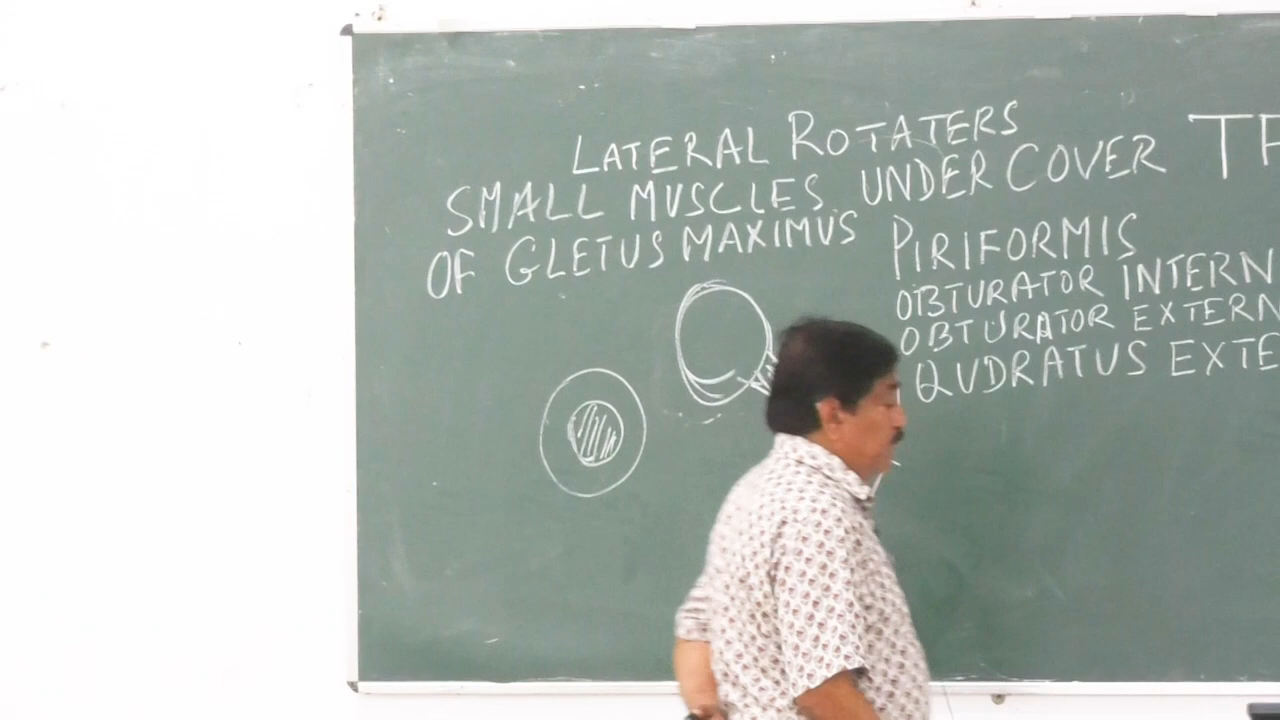 LATERAL ROTATERS
SMALL MUSCLES UNDER COVER
OF GLETUS MAXIMUS
PIRIFORMIS
OBTURATOR INTERN
OBTURATOR EXTERN
QUDRATUS EXTE